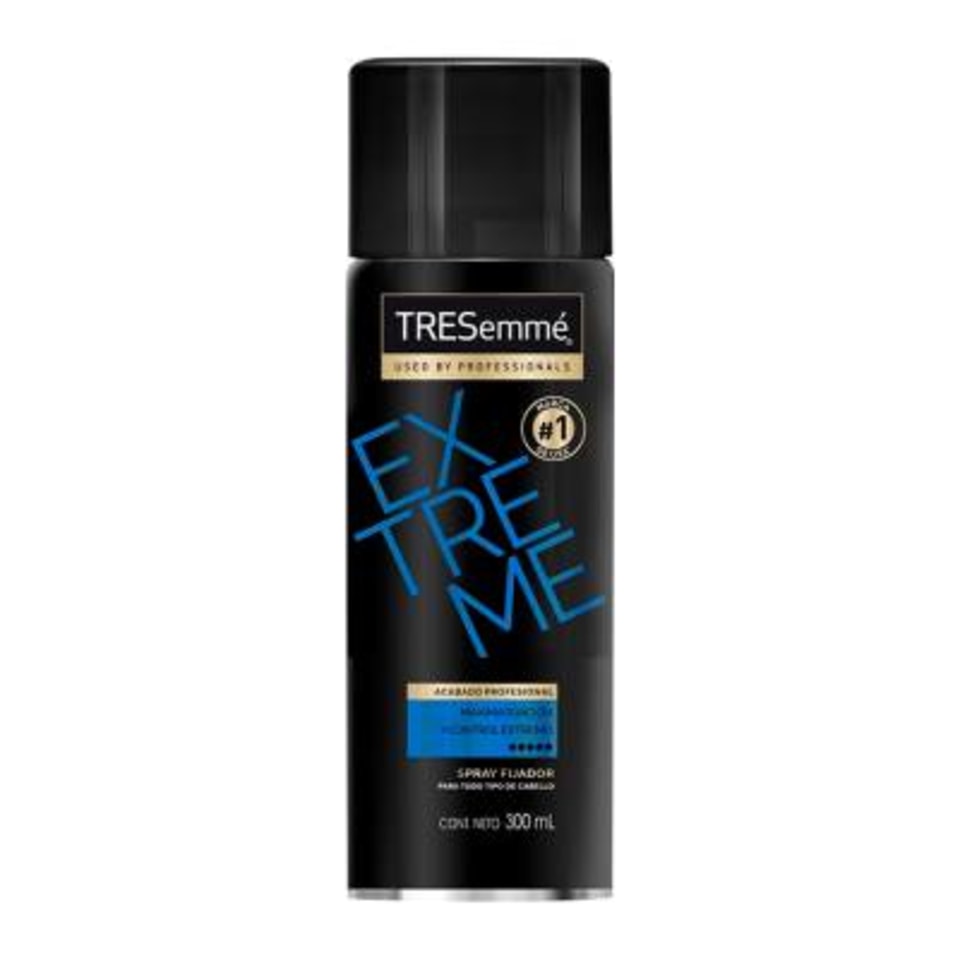 TRESemmé
USED BY PROFESSIONALS
MARCA
#1
EX
TRE
ME
ACABADO PROFESIONAL
SPRAY FIJADOR
PARA TODO TIPO DE CABELLO
CONT. NETO 300 mL